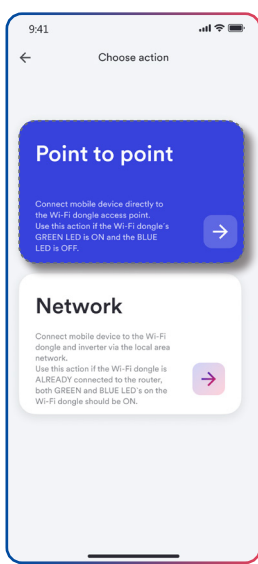 9:41
Choose action
Point to point
Connect mobile device directly to
the Wi-Fi dongle access point.
Use this action if the Wi-Fi dongle's
GREEN LED is ON and the BLUE
LED is OFF.
Network
Connect mobile device to the Wi-Fi
dongle and inverter via the local area
network.
Use this action if the Wi-Fi dongle is
ALREADY connected to the router,
both GREEN and BLUE LED's on the
Wi-Fi dongle should be ON.